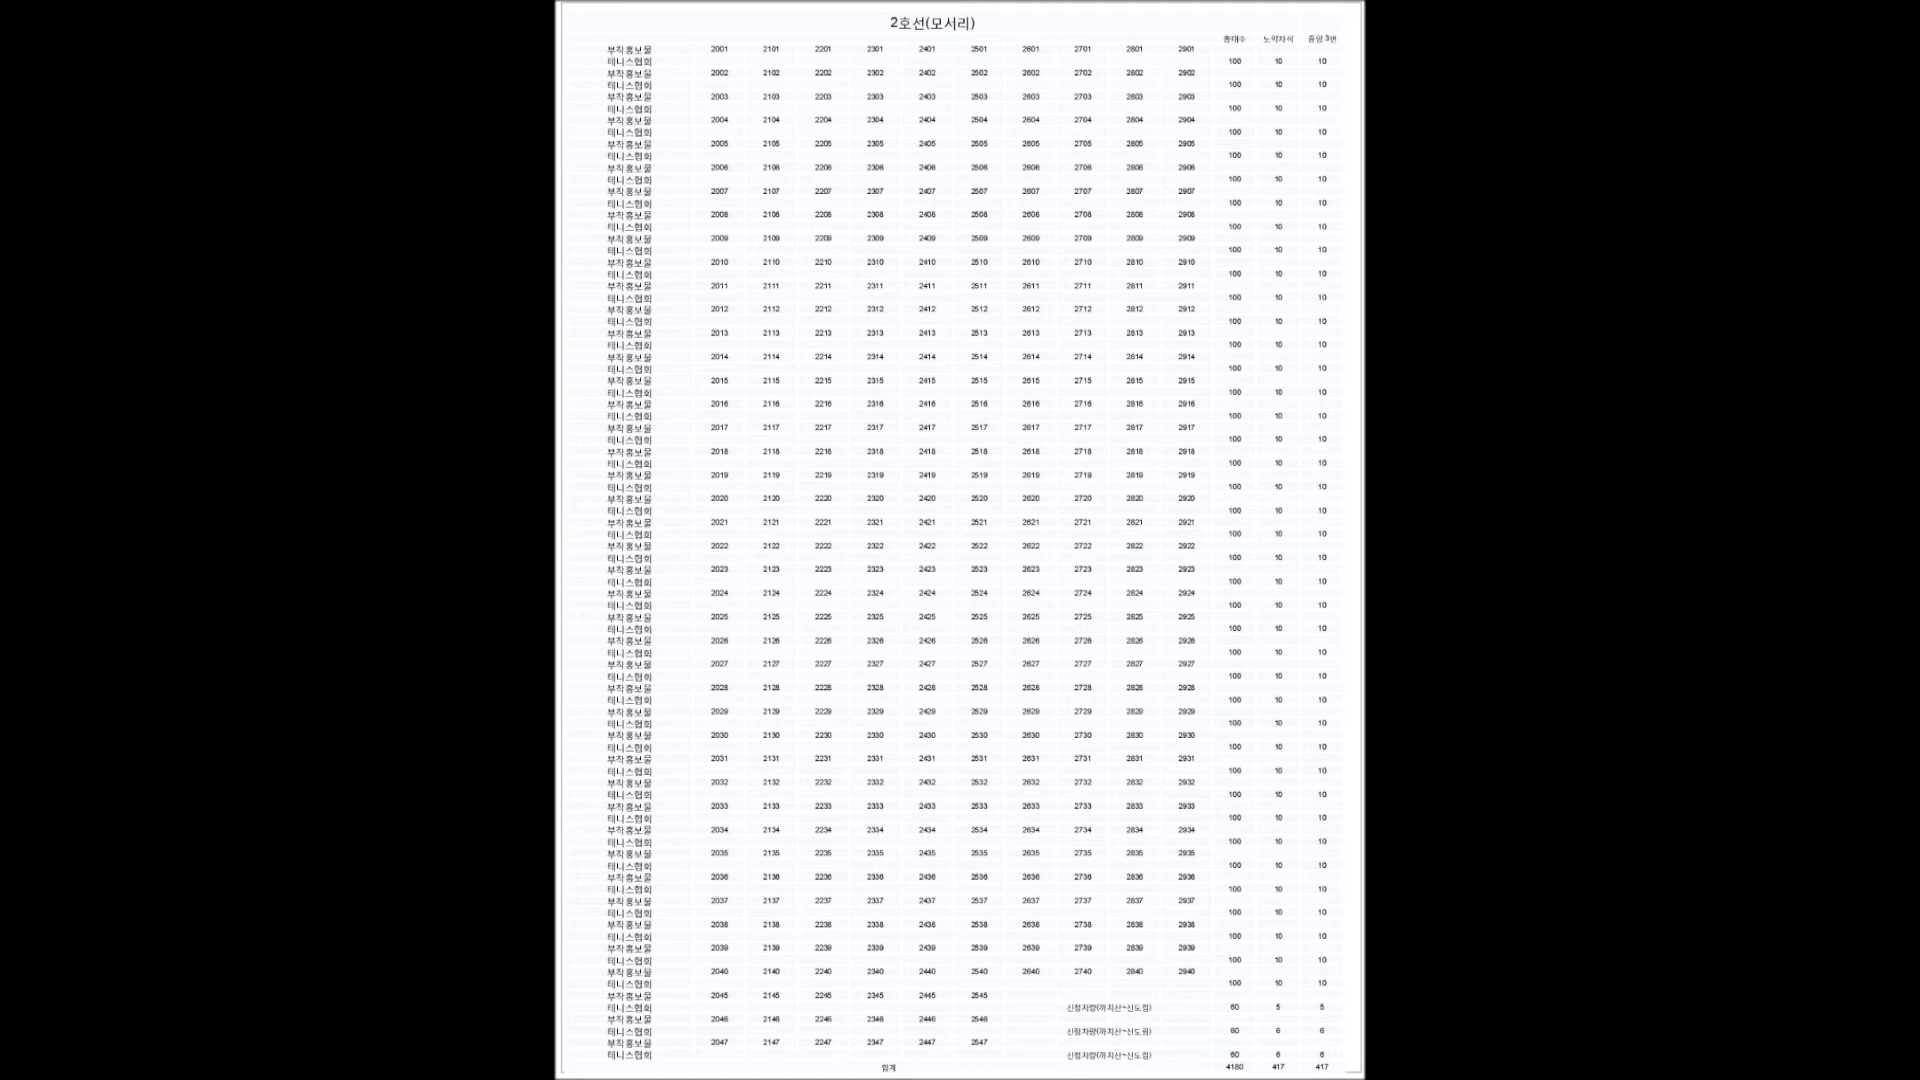 2호선(모서리)
총대수 노약자석 중앙 3번
부착홍보물 2001 2101 2201 2301 2401 2501 2601 2701 2801 2901
테니스협회 100 10 10
부착홍보물 2002 2102 2202 2302 2402 2502 2602 2702 2802 2902
테니스협회 100 10 10
부착홍보물 2003 2103 2203 2303 2403 2503 2603 2703 2803 2903
테니스협회 100 10 10
부착홍보물 2004 2104 2204 2304 2404 2504 2604 2704 2804 2904
테니스협회 100 10 10
부착홍보물 2005 2105 2205 2305 2405 2505 2605 2705 2805 2905
테니스협회 100 10 10
부착홍보물 2006 2106 2206 2306 2406 2506 2606 2706 2806 2906
테니스협회 100 10 10
부착홍보물 2007 2107 2207 2307 2407 2507 2607 2707 2807 2907
테니스협회 100 10 10
부착홍보물 2008 2108 2208 2308 2408 2508 2608 2708 2808 2908
테니스협회 100 10 10
부착홍보물 2009 2109 2209 2309 2409 2509 2609 2709 2809 2909
테니스협회 100 10 10
부착홍보물 2010 2110 2210 2310 2410 2510 2610 2710 2810 2910
테니스협회 100 10 10
부착홍보물 2011 2111 2211 2311 2411 2511 2611 2711 2811 2911
테니스협회 100 10 10
부착홍보물 2012 2112 2212 2312 2412 2512 2612 2712 2812 2912
테니스협회 100 10 10
부착홍보물 2013 2113 2213 2313 2413 2513 2613 2713 2813 2913
테니스협회 100 10 10
부착홍보물 2014 2114 2214 2314 2414 2514 2614 2714 2814 2914
테니스협회 100 10 10
부착홍보물 2015 2115 2215 2315 2415 2515 2615 2715 2815 2915
테니스협회 100 10 10
부착홍보물 2016 2116 2216 2316 2416 2516 2616 2716 2816 2916
테니스협회 100 10 10
부착홍보물 2017 2117 2217 2317 2417 2517 2617 2717 2817 2917
테니스협회 100 10 10
부착홍보물 2018 2118 2218 2318 2418 2518 2618 2718 2818 2918
테니스협회 100 10 10
부착홍보물 2019 2119 2219 2319 2419 2519 2619 2719 2819 2919
테니스협회 100 10 10
부착홍보물 2020 2120 2220 2320 2420 2520 2620 2720 2820 2920
테니스협회 100 10 10
부착홍보물 2021 2121 2221 2321 2421 2521 2621 2721 2821 2921
테니스협회 100 10 10
부착홍보물 2022 2122 2222 2322 2422 2522 2622 2722 2822 2922
테니스협회 100 10 10
부착홍보물 2023 2123 2223 2323 2423 2523 2623 2723 2823 2923
테니스협회 100 10 10
부착홍보물 2024 2124 2224 2324 2424 2524 2624 2724 2824 2924
테니스협회 100 10 10
부착홍보물 2025 2125 2225 2325 2425 2525 2625 2725 2825 2925
테니스협회 100 10 10
부착홍보물 2026 2126 2226 2326 2426 2526 2626 2726 2826 2926
테니스협회 100 10 10
부착홍보물 2027 2127 2227 2327 2427 2527 2627 2727 2827 2927
테니스협회 100 10 10
부착홍보물 2028 2128 2228 2328 2428 2528 2628 2728 2828 2928
테니스협회 100 10 10
부착홍보물 2029 2129 2229 2329 2429 2529 2629 2729 2829 2929
테니스협회 100 10 10
부착홍보물 2030 2130 2230 2330 2430 2530 2630 2730 2830 2930
테니스협회 100 10 10
부착홍보물 2031 2131 2231 2331 2431 2531 2631 2731 2831 2931
테니스협회 100 10 10
부착홍보물 2032 2132 2232 2332 2432 2532 2632 2732 2832 2932
테니스협회 100 10 10
부착홍보물 2033 2133 2233 2333 2433 2533 2633 2733 2833 2933
테니스협회 100 10 10
부착홍보물 2034 2134 2234 2334 2434 2534 2634 2734 2834 2934
테니스협회 100 10 10
부착홍보물 2035 2135 2235 2335 2435 2535 2635 2735 2835 2935
테니스협회 100 10 10
부착홍보물 2036 2136 2236 2336 2436 2536 2636 2736 2836 2936
테니스협회 100 10 10
부착홍보물 2037 2137 2237 2337 2437 2537 2637 2737 2837 2937
테니스협회 100 10 10
부착홍보물 2038 2138 2238 2338 2438 2538 2638 2738 2838 2938
테니스협회 100 10 10
부착홍보물 2039 2139 2239 2339 2439 2539 2639 2739 2839 2939
테니스협회 100 10 10
부착홍보물 2040 2140 2240 2340 2440 2540 2640 2740 2840 2940
테니스협회 100 10 10
부착홍보물 2045 2145 2245 2345 2445 2545
테니스협회 신정차량(까치산~신도림) 60 5 5
부착홍보물 2046 2146 2246 2346 2446 2546
테니스협회 신정차량(까치산~신도림) 60 6 6
부착홍보물 2047 2147 2247 2347 2447 2547
테니스협회 신정차량(까치산~신도림) 60 6 6
합계 4180 417 417